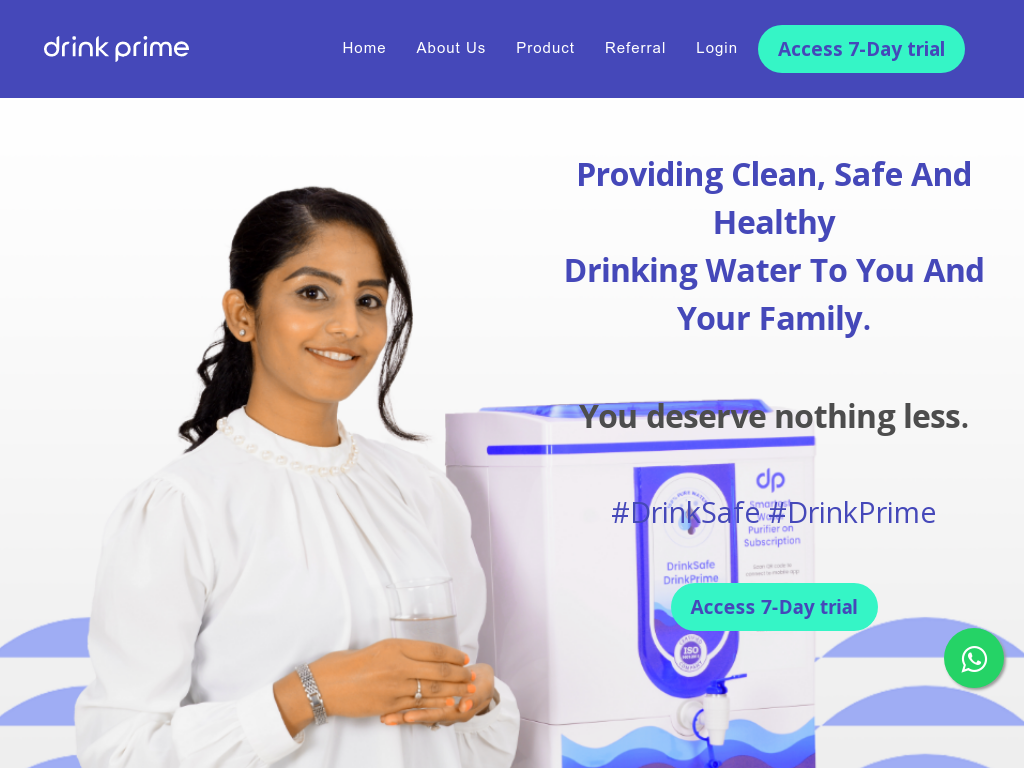 drink prime
Home
About Us
Product
Referral
Login
Access 7-Day trial
Providing Clean, Safe And
Healthy
Drinking Water To You And
Your Family.
You deserve nothing less.
dp
Smartest
Water
Purifier on
Subscription
#DrinkSafe #DrinkPrime
DrinkSafe
DrinkPrime
Access 7-Day trial
ISO